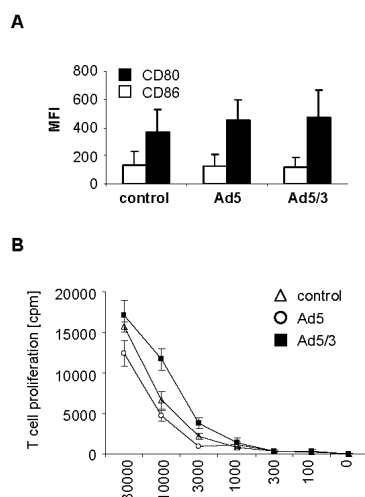 A
800
600
400
200
0
MFI
CD80
CD86
control
Ad5
Ad5/3
B
20000
15000
10000
5000
0
T cell proliferation [cpm]
control
Ad5
Ad5/3
10000
3000
1000
300
100
0